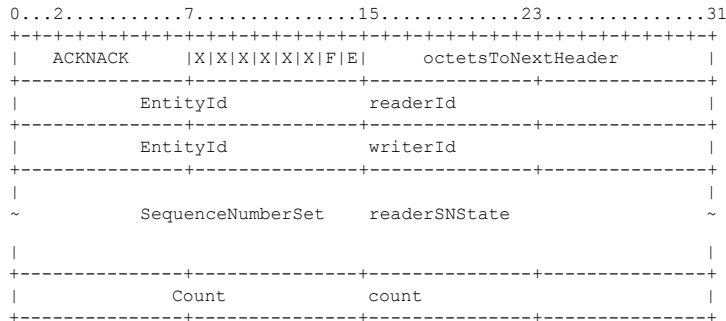 0...2...........7...............15.............23...............31
+-+-+-+-+-+-+-+-+-+-+-+-+-+-+-+-+-+-+-+-+-+-+-+-+-+-+-+-+-+-+-+-+
| ACKNACK |X|X|X|X|X|X|F|E| octetsToNextHeader |
+---------------+---------------+---------------+---------------+
| EntityId readerId |
+---------------+---------------+---------------+---------------+
| EntityId writerId |
+---------------+---------------+---------------+---------------+
| |
~ SequenceNumberSet readerSNState ~
| |
+---------------+---------------+---------------+---------------+
| Count count |
+---------------+---------------+---------------+---------------+